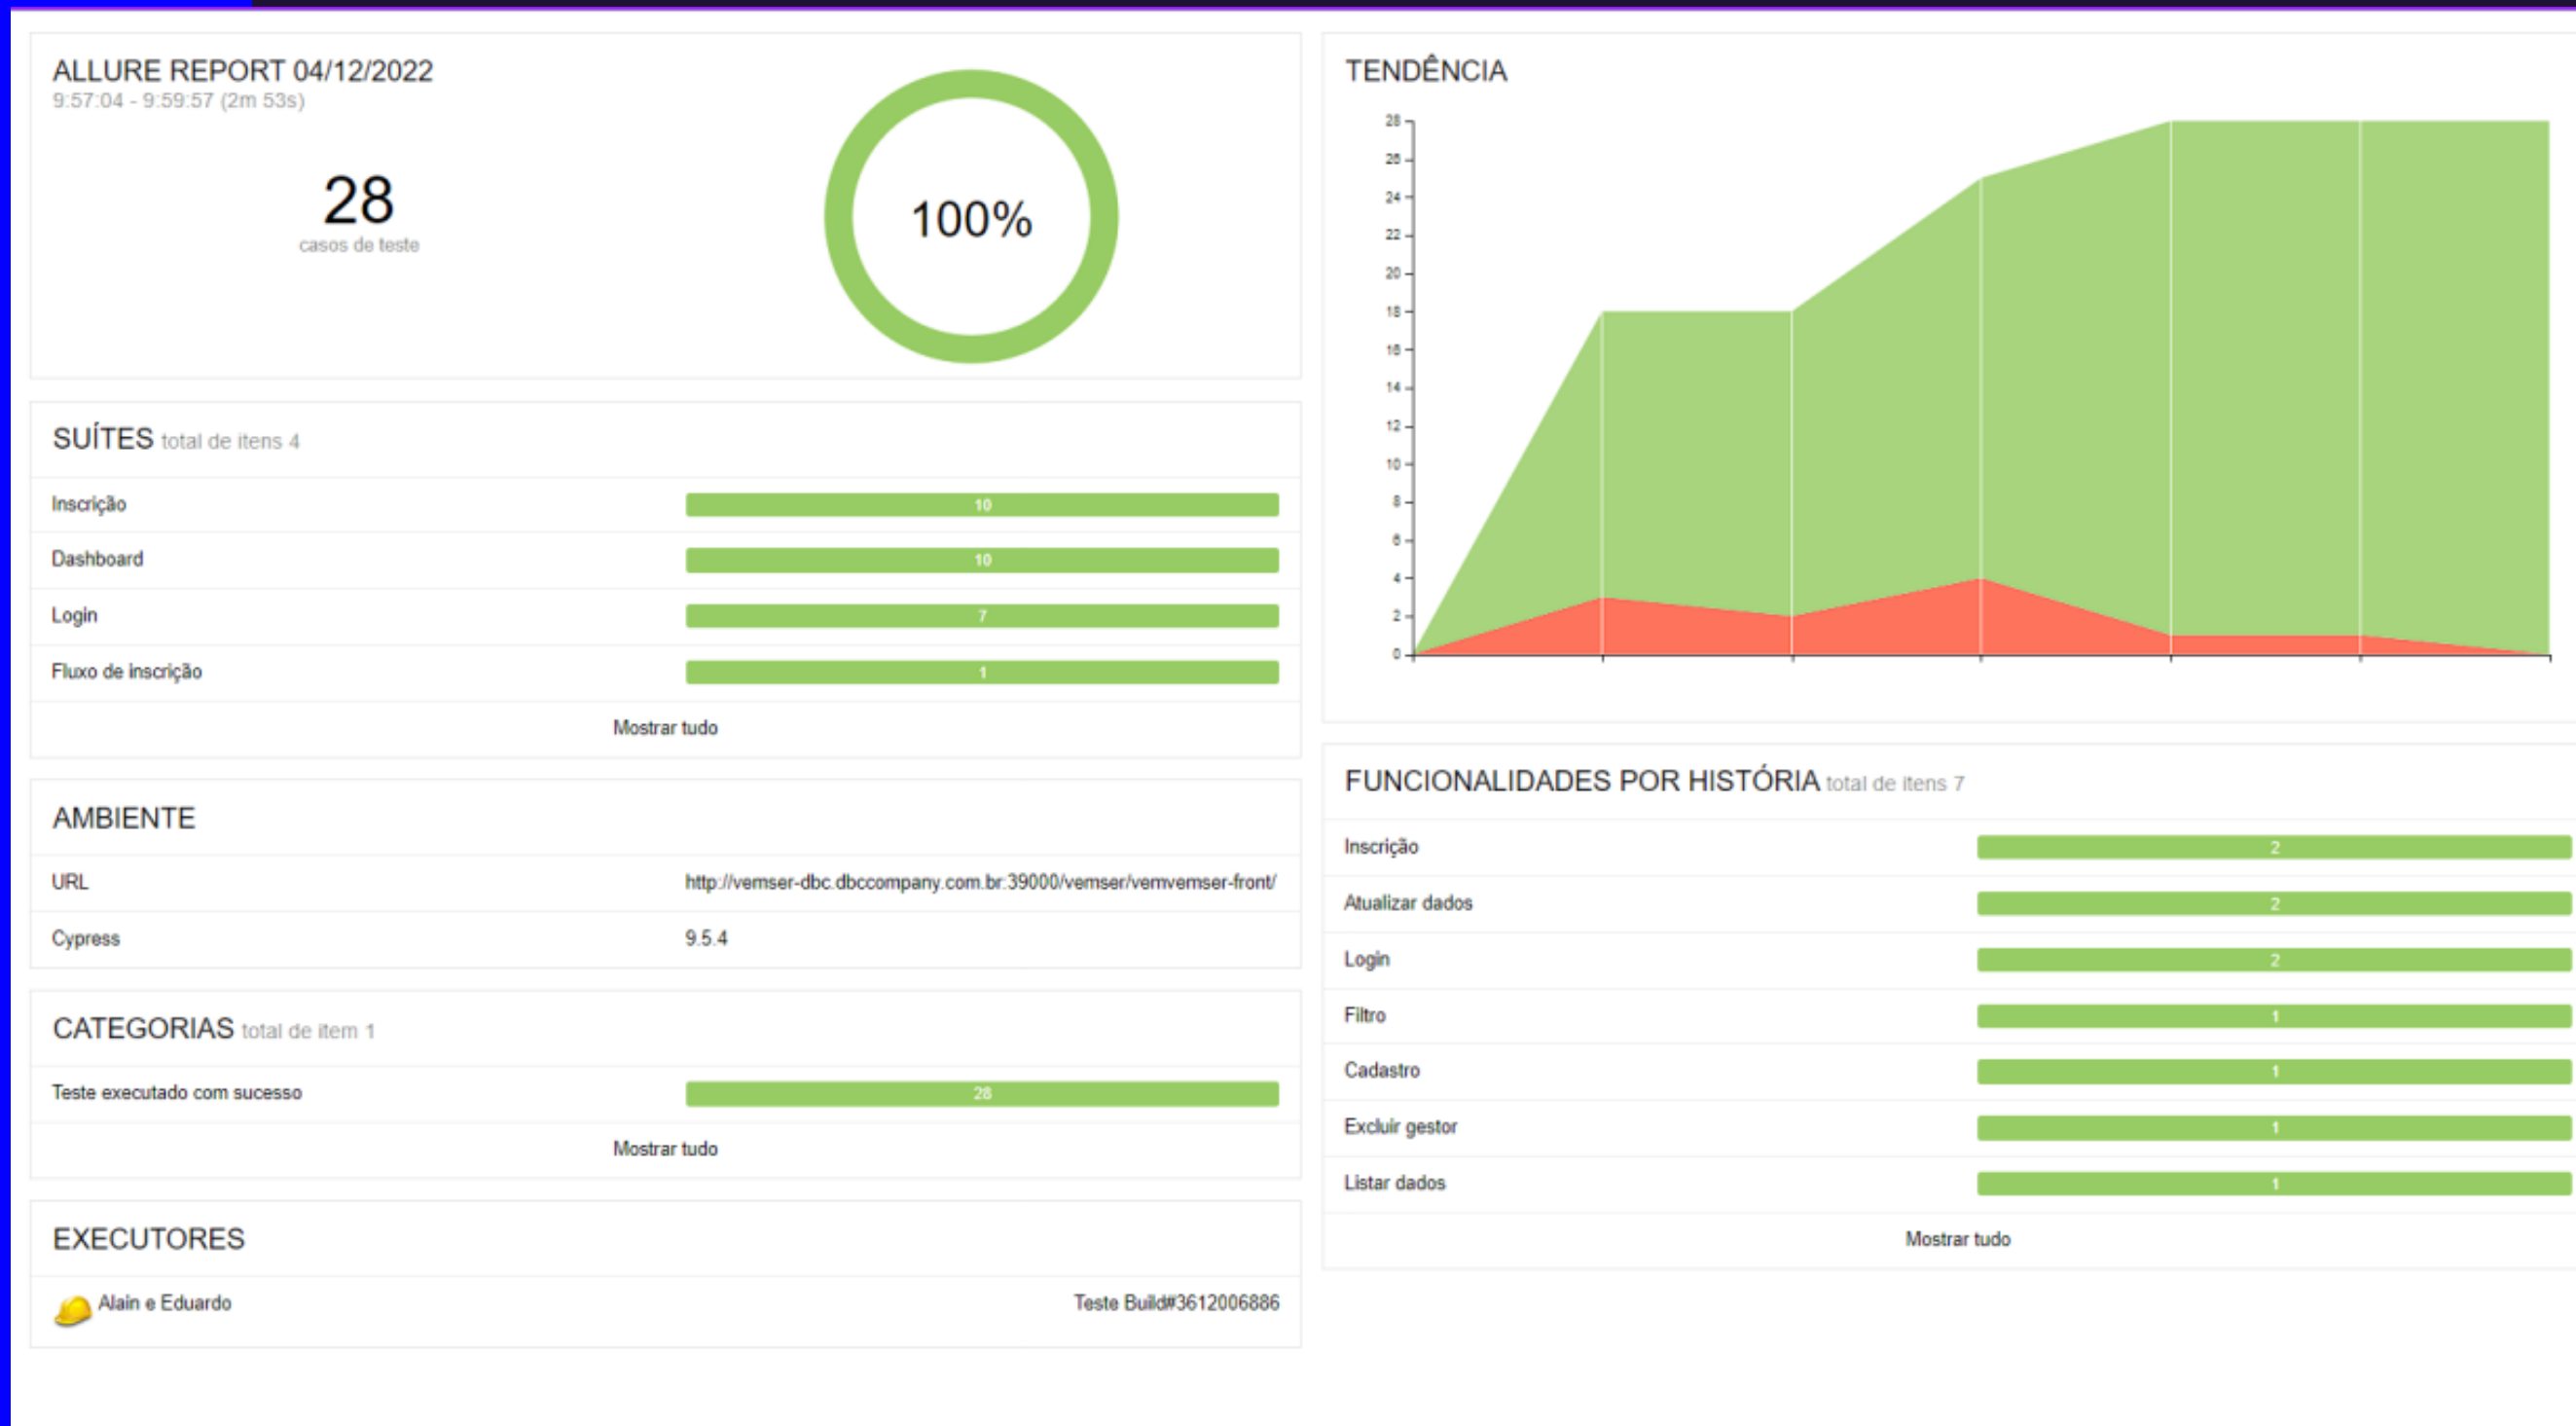 ALLURE REPORT 04/12/2022
9:57:04 - 9:59:57 (2m 53s)
28
casos de teste
100%
SUÍTES total de itens 4
Inscrição 10
Dashboard 10
Login 7
Fluxo de inscrição 1
Mostrar tudo
AMBIENTE
URL http://vemser-dbc.dbccompany.com.br:39000/vemser/vemvemser-front/
Cypress 9.5.4
CATEGORIAS total de item 1
Teste executado com sucesso 28
Mostrar tudo
EXECUTORES
Alain e Eduardo Teste Build#3612006886
TENDÊNCIA
28
26
24
22
20
18
16
14
12
10
8
6
4
2
0
FUNCIONALIDADES POR HISTÓRIA total de itens 7
Inscrição 2
Atualizar dados 2
Login 2
Filtro 1
Cadastro 1
Excluir gestor 1
Listar dados 1
Mostrar tudo